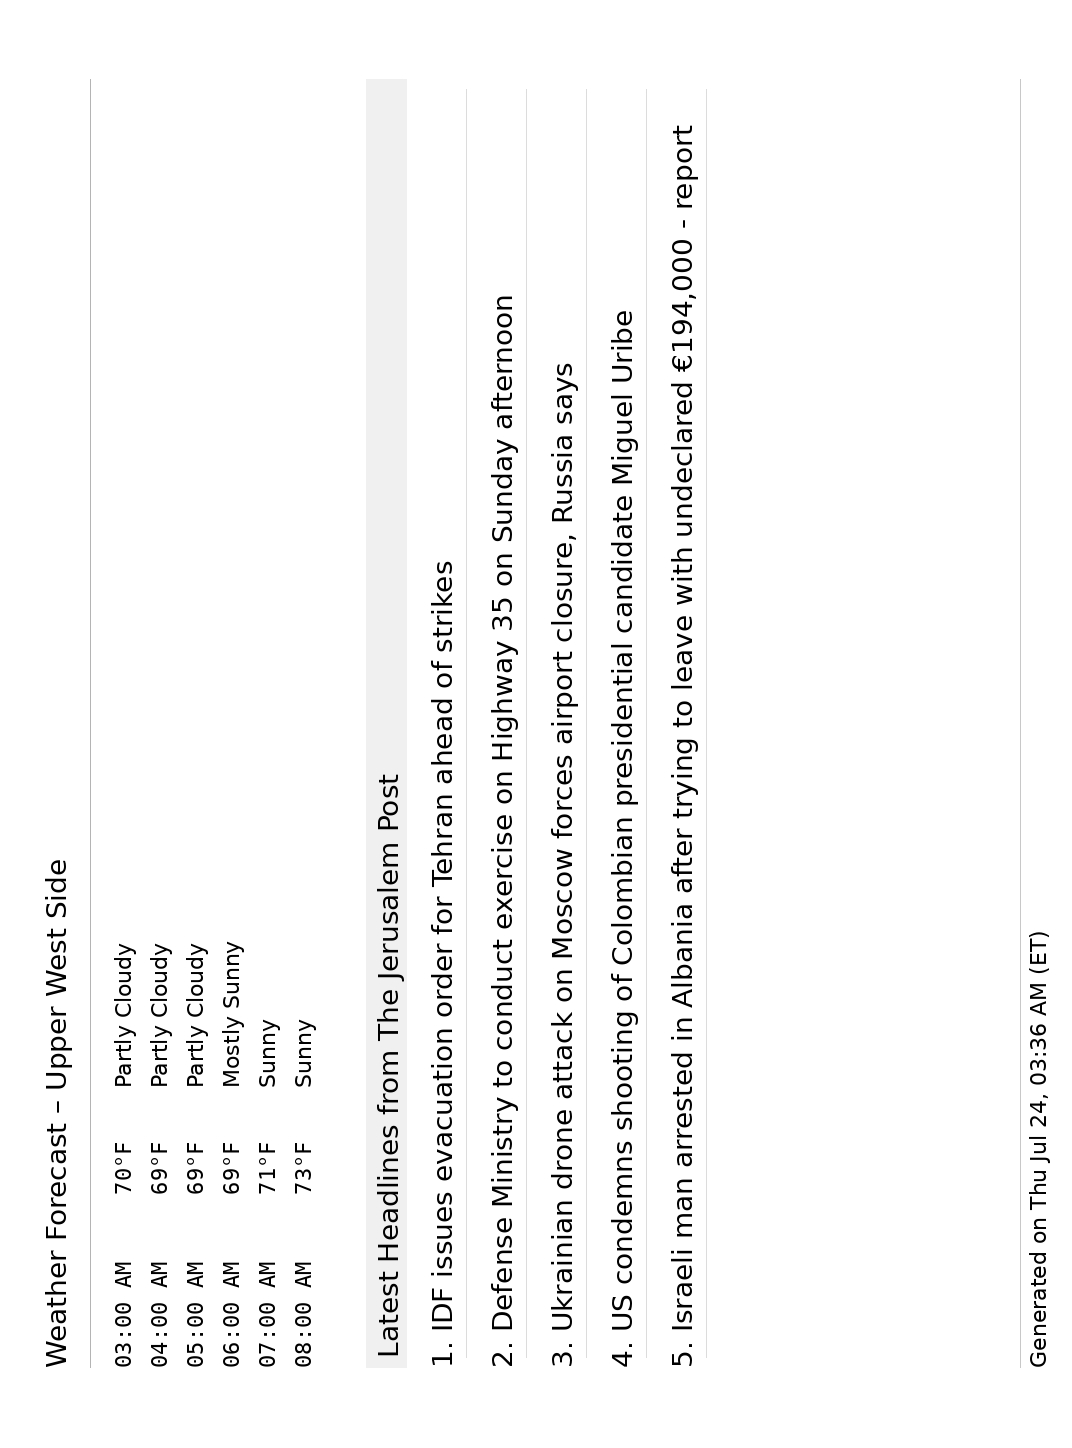 Weather Forecast – Upper West Side
03:00 AM 70°F Partly Cloudy
04:00 AM 69°F Partly Cloudy
05:00 AM 69°F Partly Cloudy
06:00 AM 69°F Mostly Sunny
07:00 AM 71°F Sunny
08:00 AM 73°F Sunny
Latest Headlines from The Jerusalem Post
1. IDF issues evacuation order for Tehran ahead of strikes
2. Defense Ministry to conduct exercise on Highway 35 on Sunday afternoon
3. Ukrainian drone attack on Moscow forces airport closure, Russia says
4. US condemns shooting of Colombian presidential candidate Miguel Uribe
5. Israeli man arrested in Albania after trying to leave with undeclared €194,000 - report
Generated on Thu Jul 24, 03:36 AM (ET)